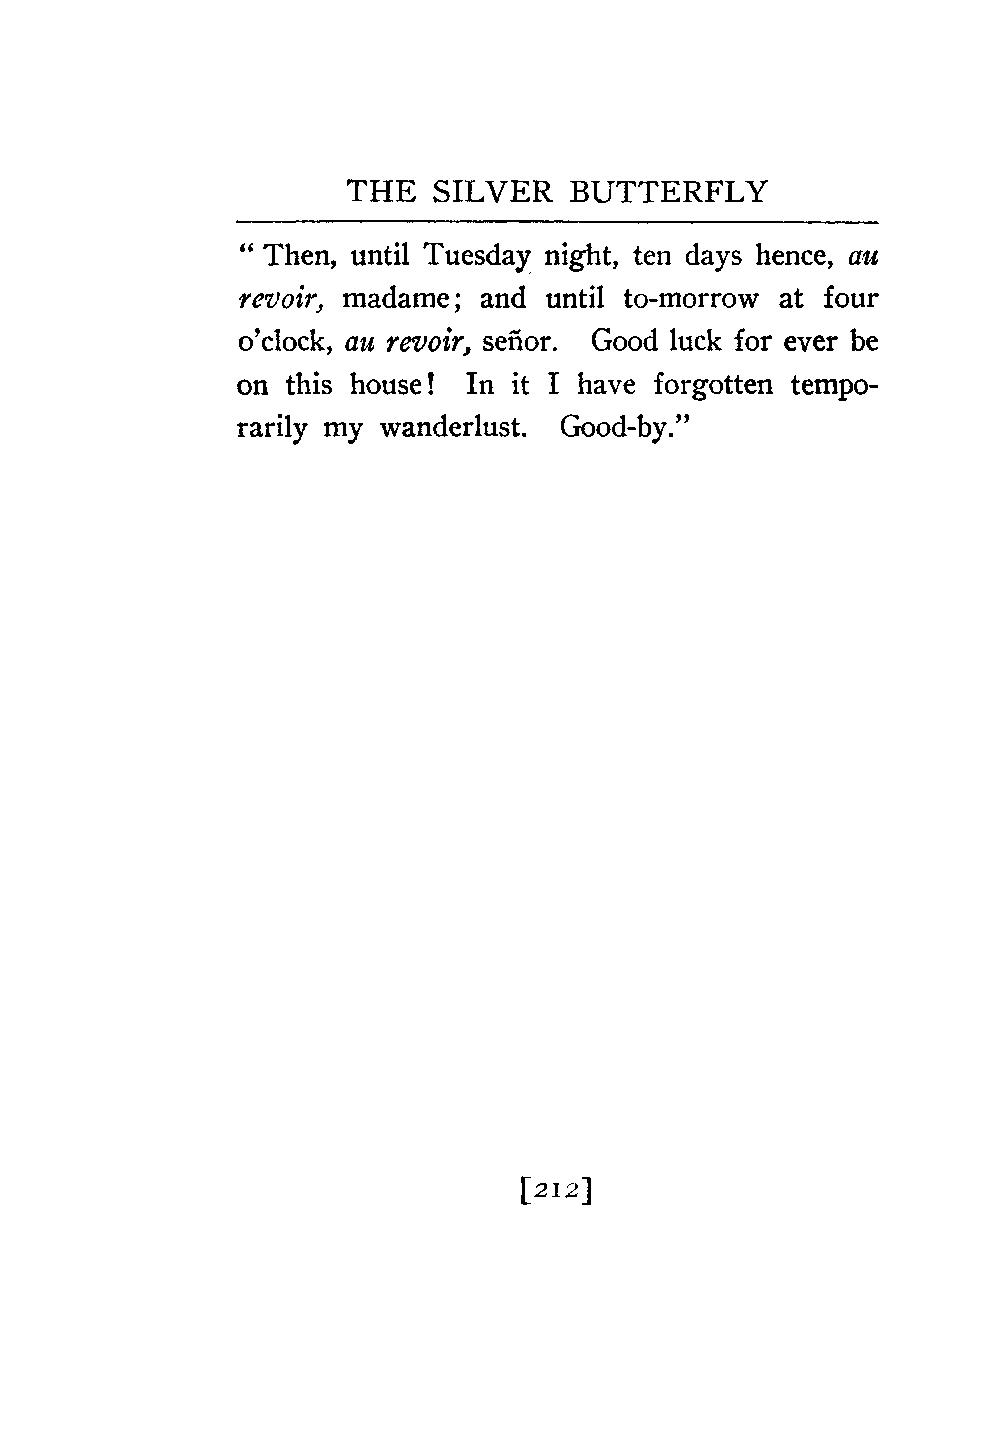 THE SILVER BUTTERFLY
“ Then, until Tuesday night, ten days hence, au
revoir, madame; and until to-morrow at four
o’clock, au revoir, señor. Good luck for ever be
on this house! In it I have forgotten tempo-
rarily my wanderlust. Good-by.”
[212]